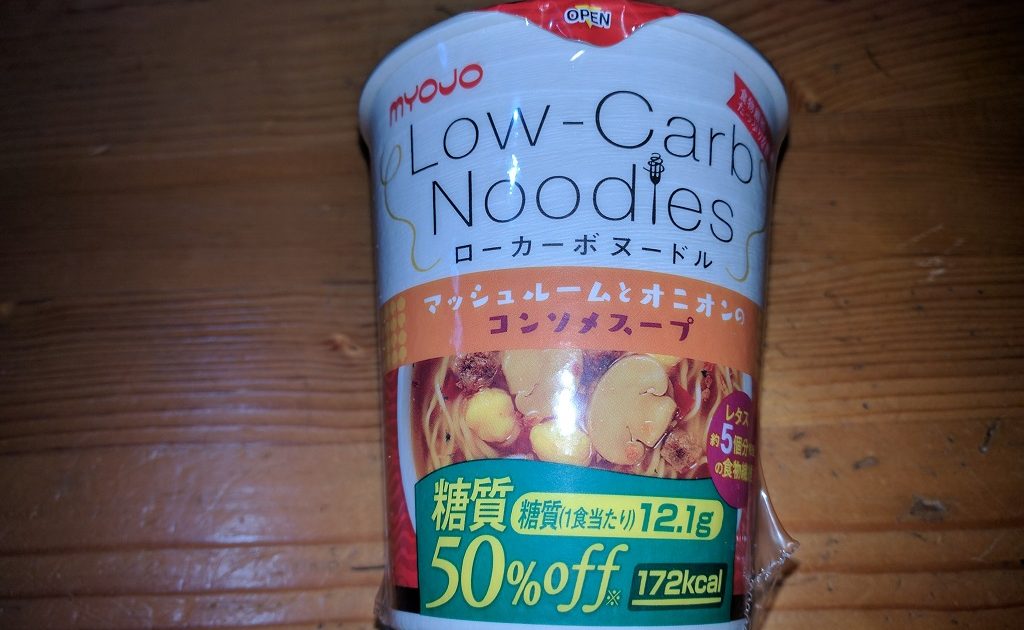 OPEN
MYOJO
Low-Carb
Noodles
ローカーボヌードル
マッシュルームとオニオンの
コンソメスープ
レタス
約5個分
の食物繊維
糖質
糖質(1食当たり)12.1g
50%off※
172kcal